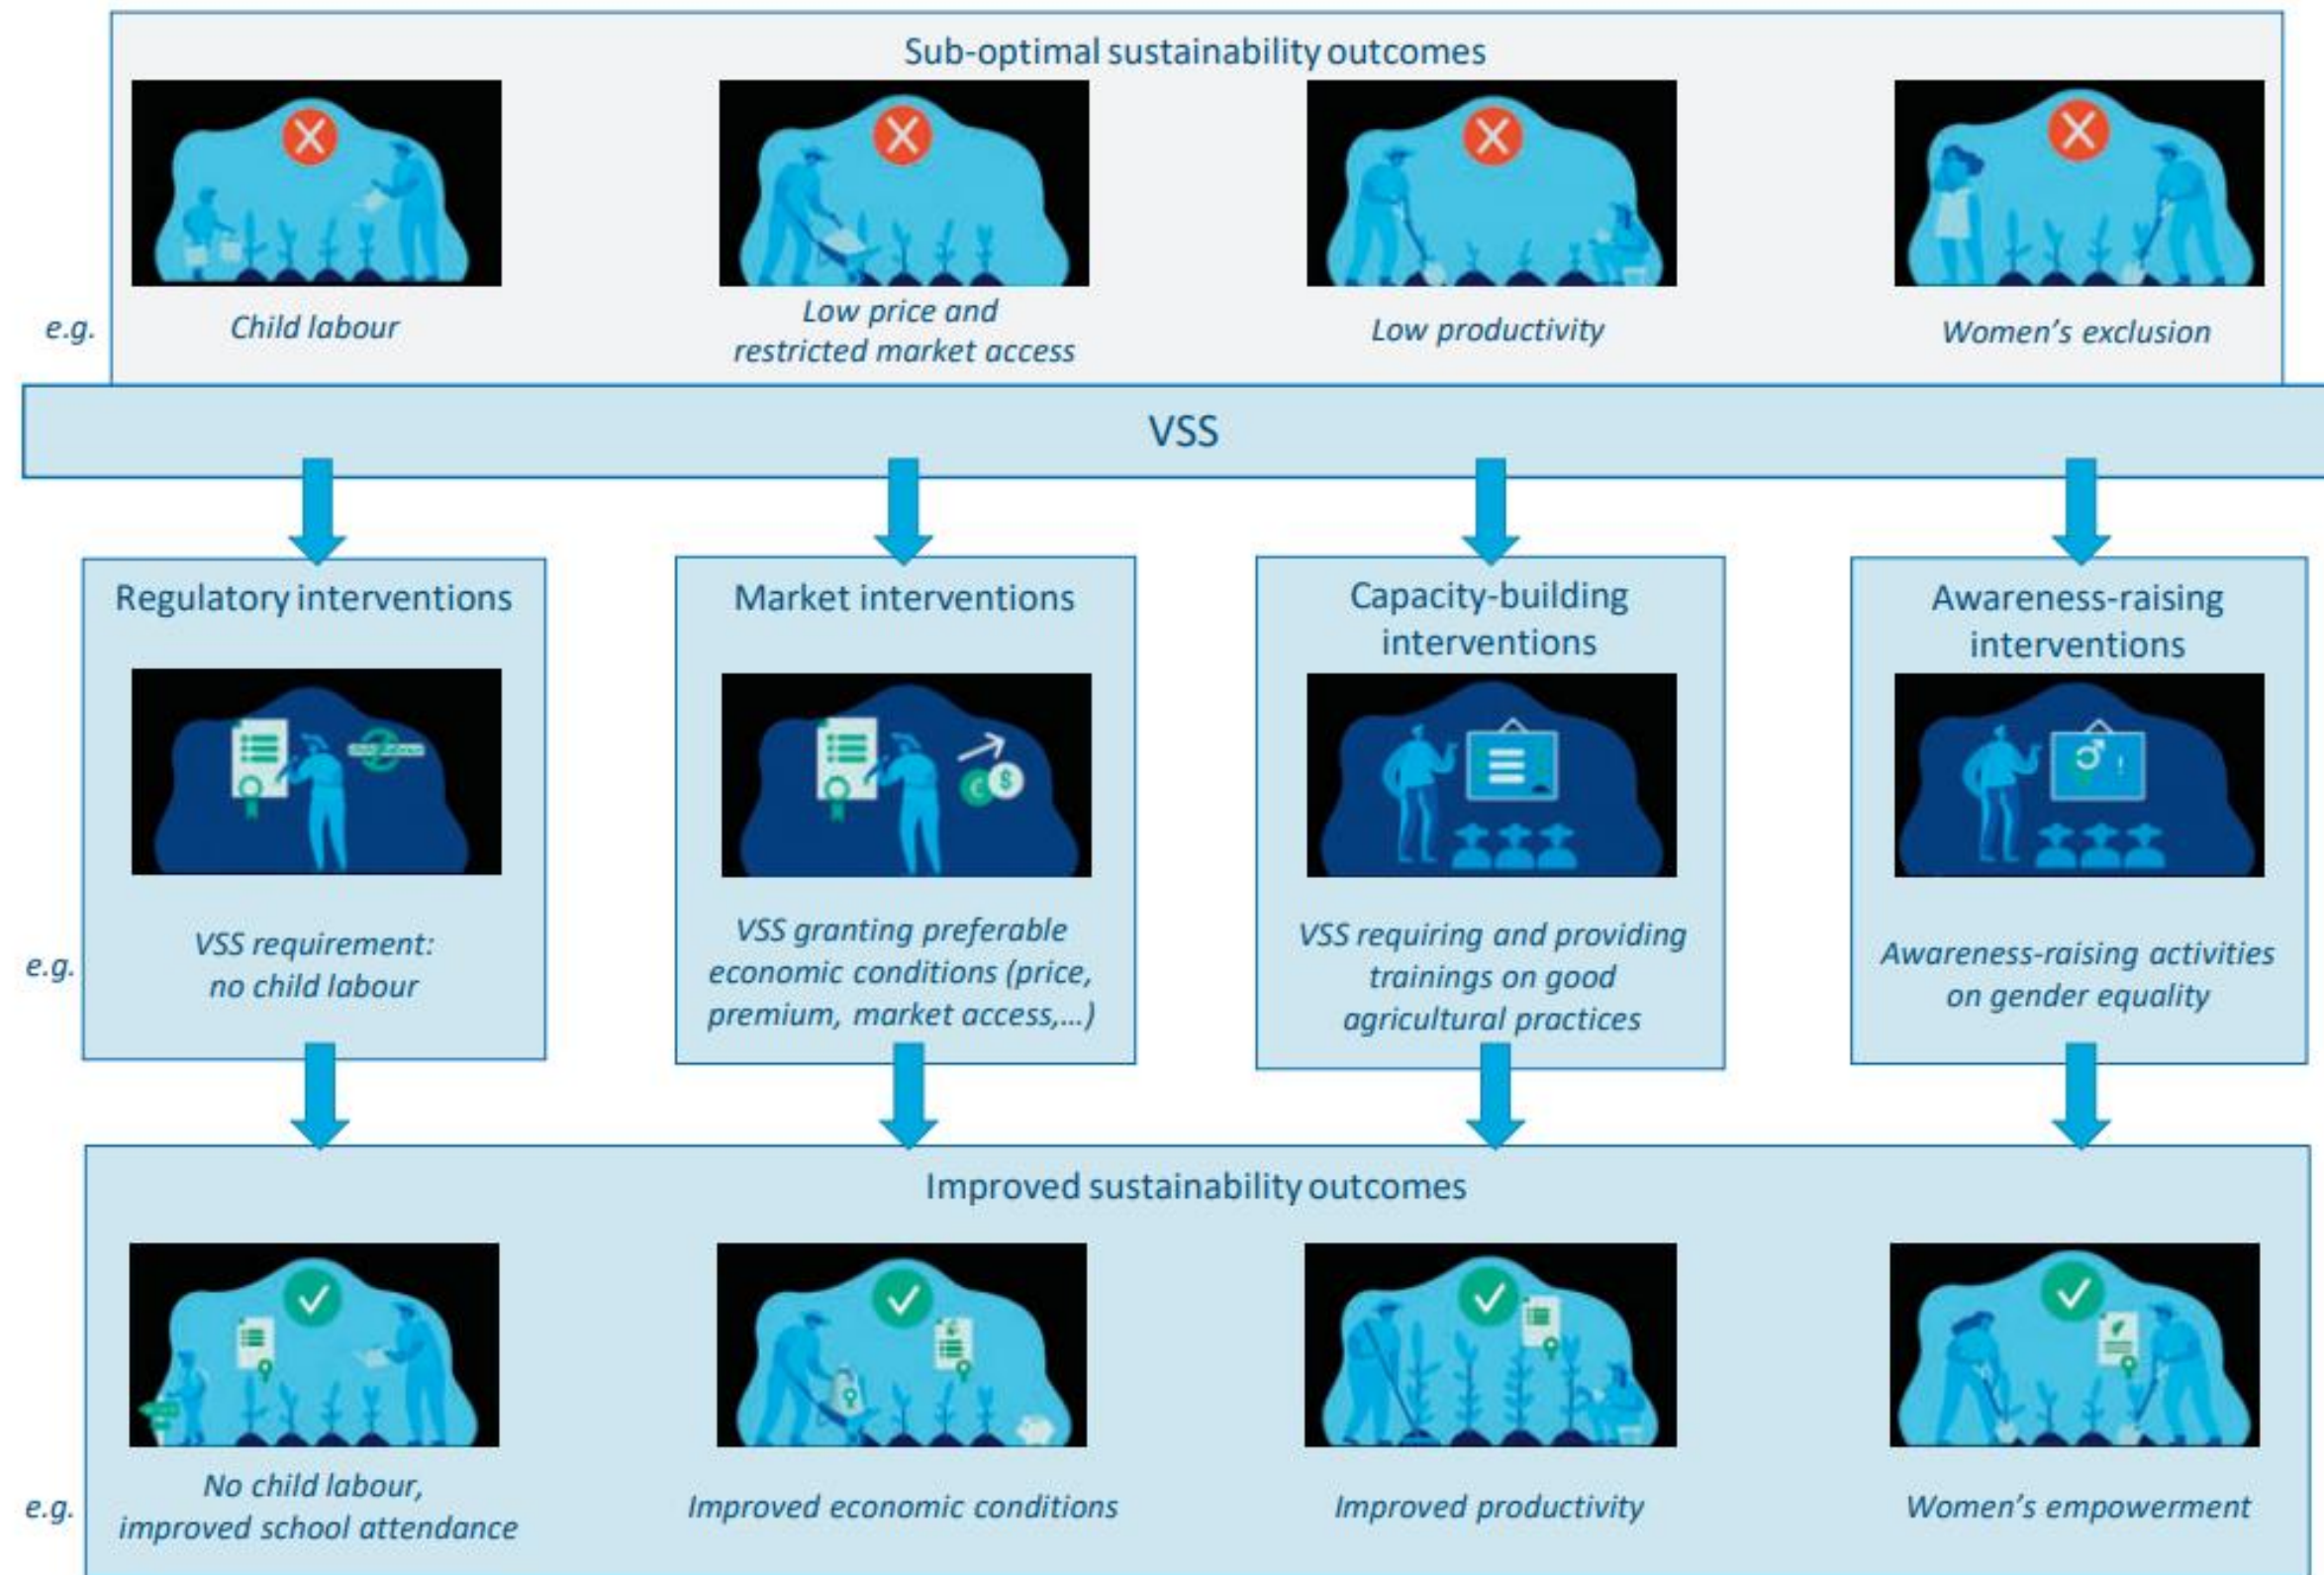 Sub-optimal sustainability outcomes
e.g.
Child labour
Low price and
restricted market access
Low productivity
Women's exclusion
VSS
Regulatory interventions
Market interventions
Capacity-building
interventions
Awareness-raising
interventions
e.g.
VSS requirement:
no child labour
VSS granting preferable
economic conditions (price,
premium, market access,...)
VSS requiring and providing
trainings on good
agricultural practices
Awareness-raising activities
on gender equality
Improved sustainability outcomes
e.g.
No child labour,
improved school attendance
Improved economic conditions
Improved productivity
Women's empowerment